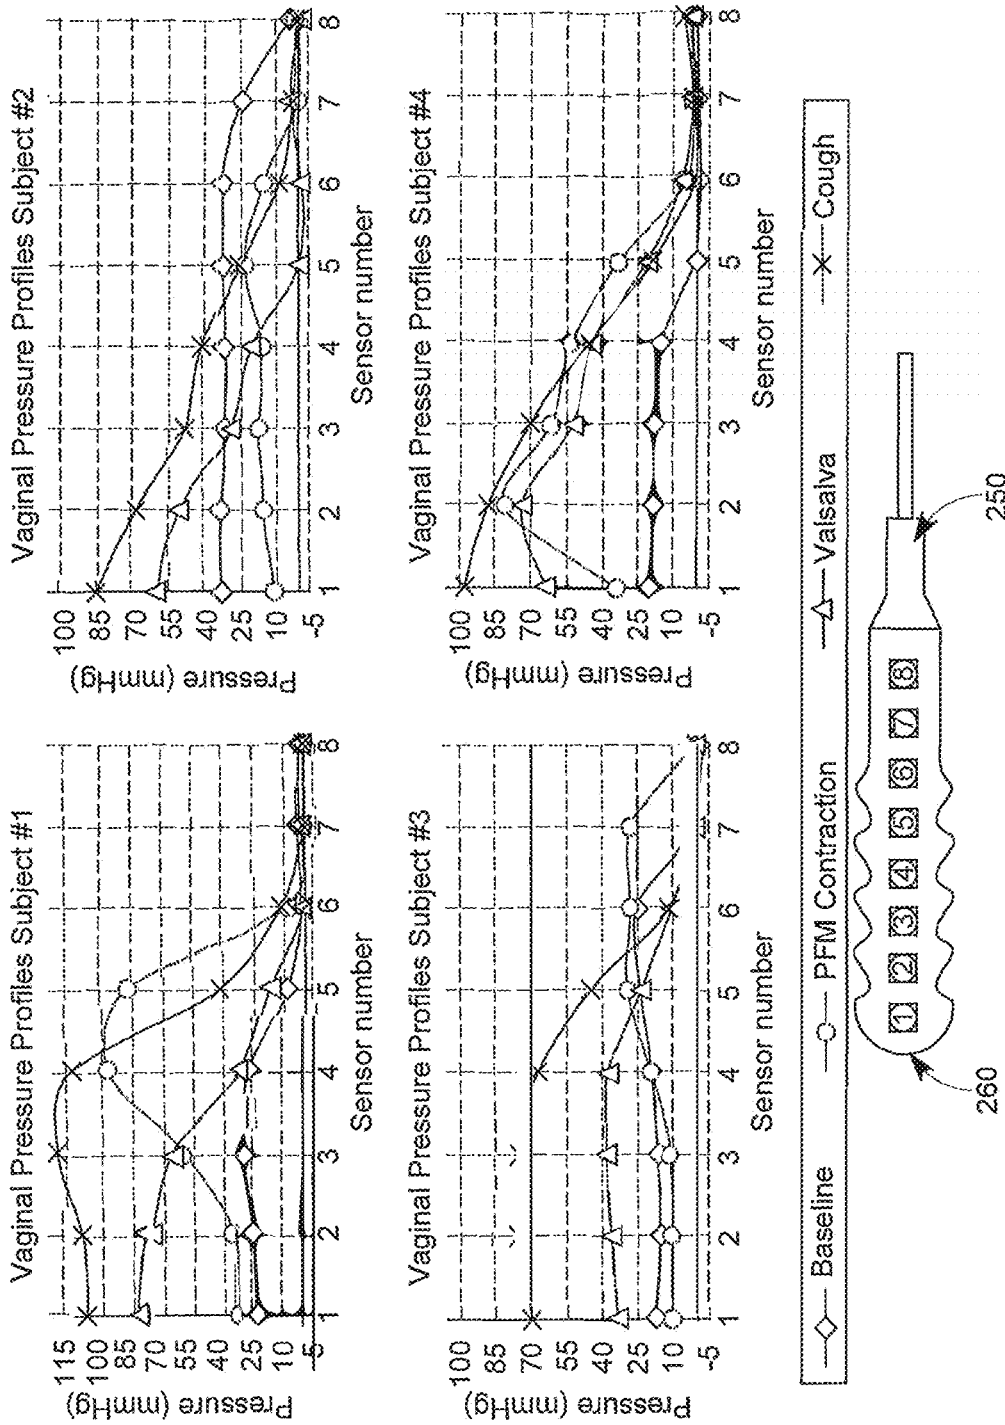 Vaginal Pressure Profiles Subject #1
Pressure (mmHg)
115
100
85
70
55
40
25
10
-5
1 2 3 4 5 6 7 8
Sensor number
Vaginal Pressure Profiles Subject #2
Pressure (mmHg)
100
85
70
55
40
25
10
-5
1 2 3 4 5 6 7 8
Sensor number
Vaginal Pressure Profiles Subject #3
Pressure (mmHg)
100
85
70
55
40
25
10
-5
1 2 3 4 5 6 7 8
Sensor number
Vaginal Pressure Profiles Subject #4
Pressure (mmHg)
100
85
70
55
40
25
10
-5
1 2 3 4 5 6 7 8
Sensor number
Baseline PFM Contraction Valsalva Cough
1 2 3 4 5 6 7 8
260
250